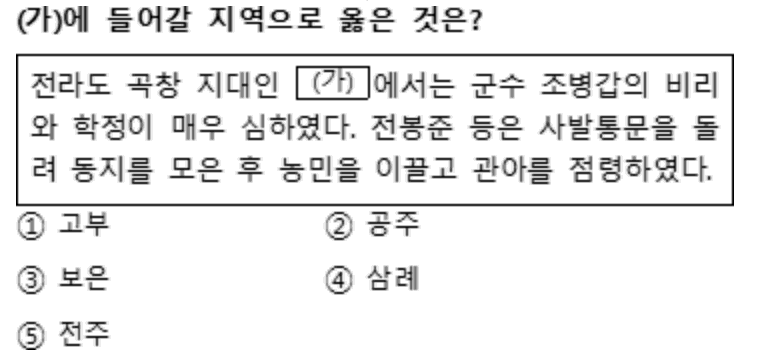 (가)에 들어갈 지역으로 옳은 것은?
전라도 곡창 지대인 (가)에서는 군수 조병갑의 비리
와 학정이 매우 심하였다. 전봉준 등은 사발통문을 돌
려 동지를 모은 후 농민을 이끌고 관아를 점령하였다.
① 고부 ② 공주
③ 보은 ④ 삼례
⑤ 전주